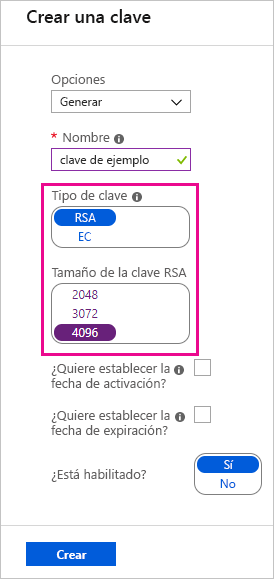 Crear una clave
Opciones
Generar
* Nombre
clave de ejemplo
Tipo de clave
RSA
EC
Tamaño de la clave RSA
2048
3072
4096
¿Quiere establecer la
fecha de activación?
¿Quiere establecer la
fecha de expiración?
¿Está habilitado?
Sí
No
Crear